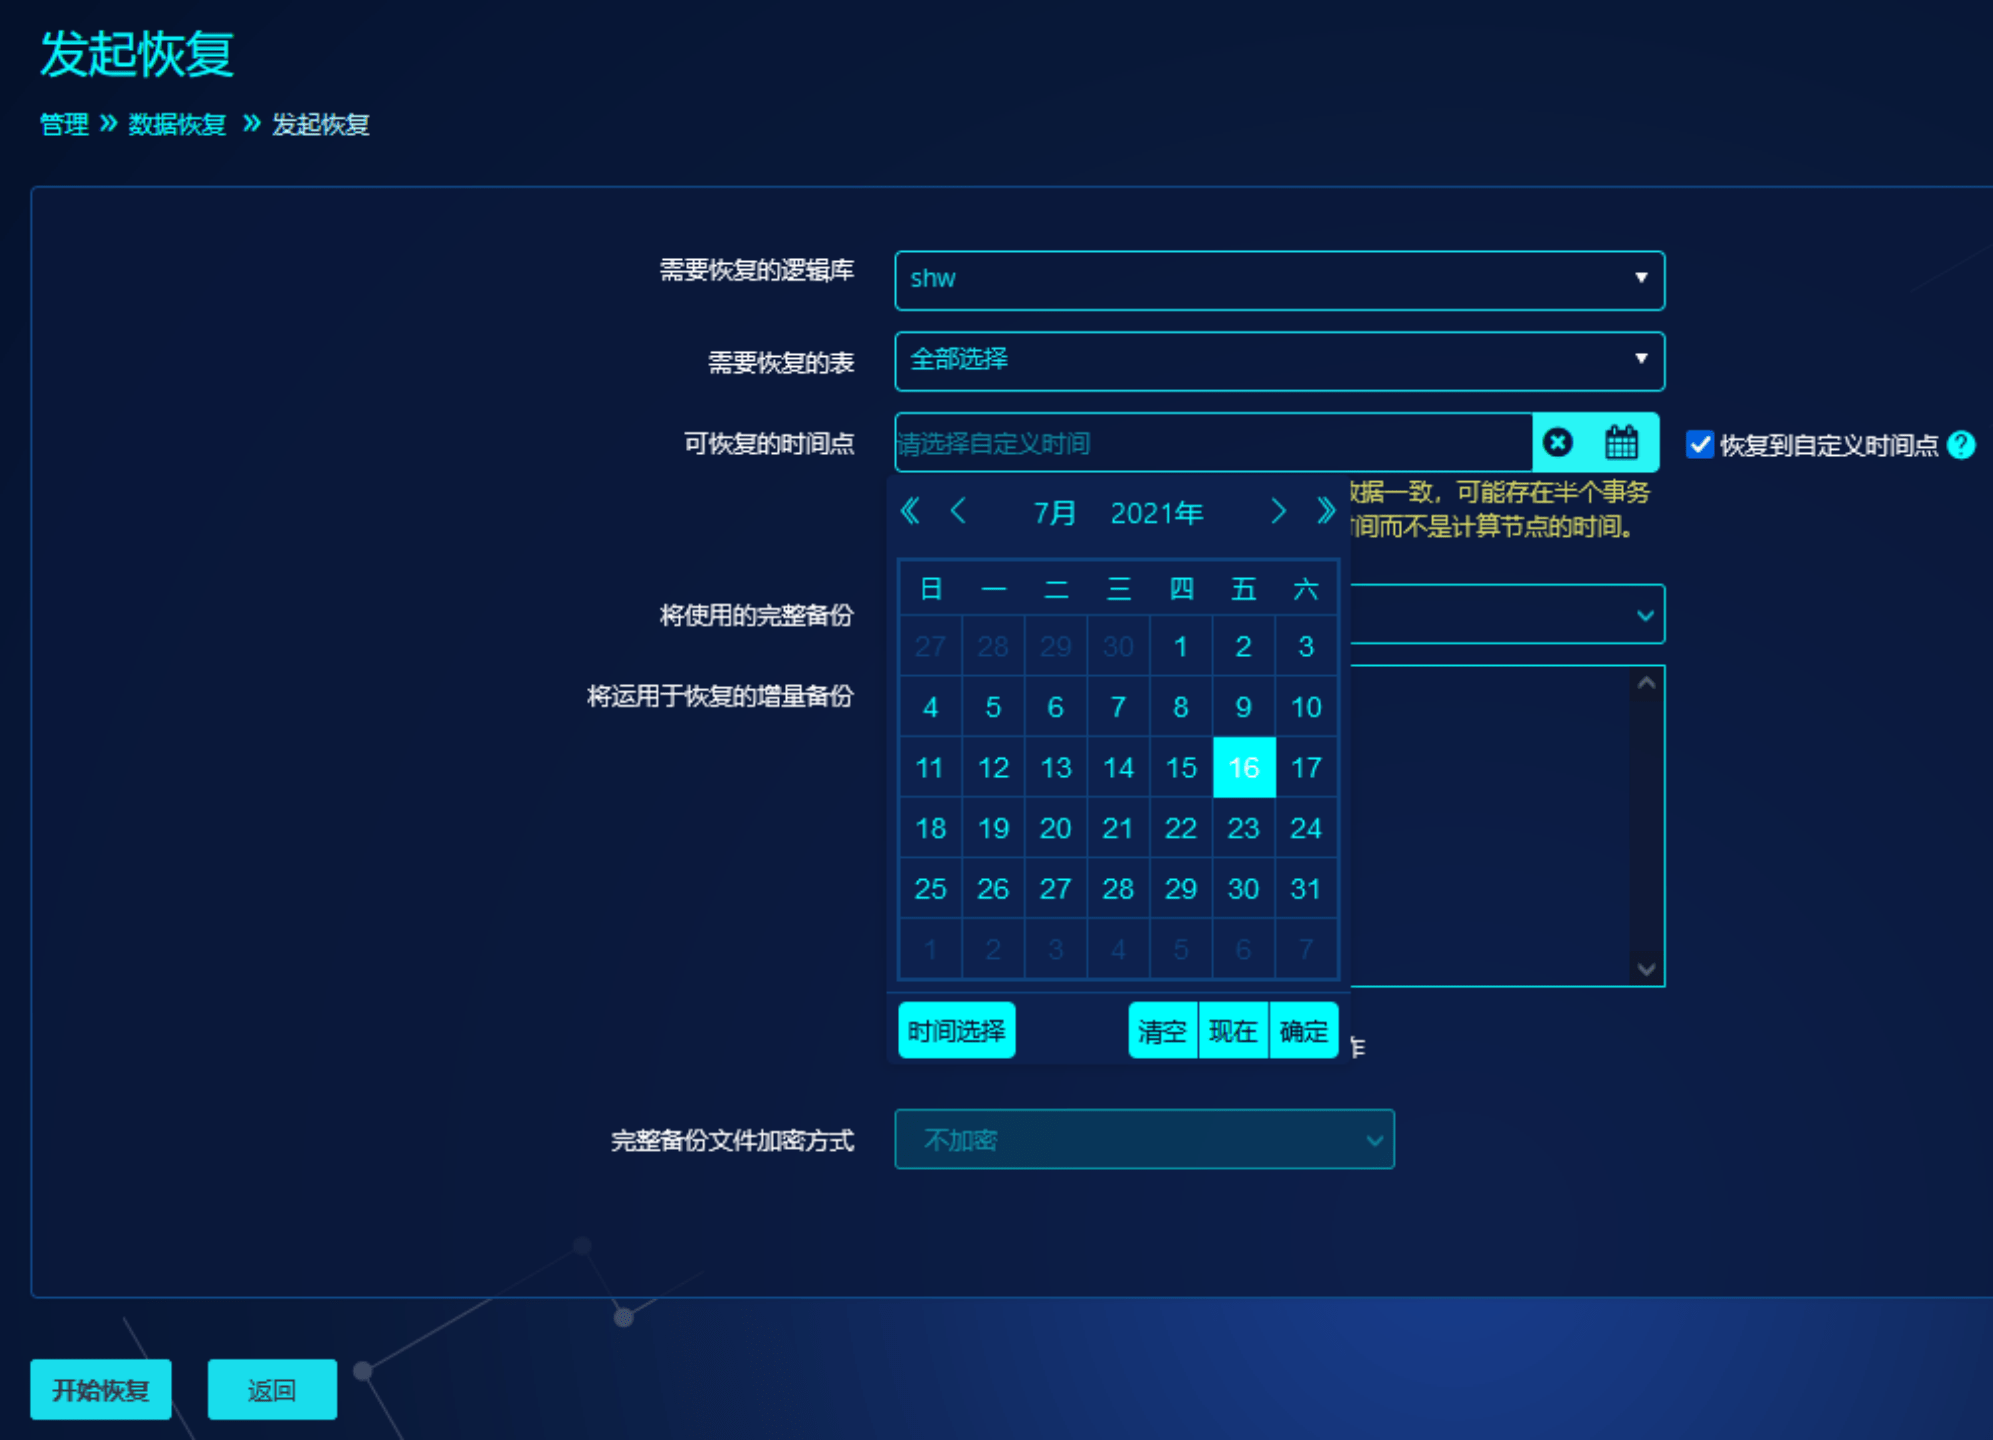 发起恢复
管理 » 数据恢复 » 发起恢复
需要恢复的逻辑库 shw
需要恢复的表 全部选择
可恢复的时间点 请选择自定义时间 恢复到自定义时间点 ?
据一致，可能存在半个事务
间而不是计算节点的时间。
7月 2021年
日 一 二 三 四 五 六
27 28 29 30 1 2 3
4 5 6 7 8 9 10
11 12 13 14 15 16 17
18 19 20 21 22 23 24
25 26 27 28 29 30 31
1 2 3 4 5 6 7
时间选择 清空 现在 确定
将使用的完整备份
将运用于恢复的增量备份
完整备份文件加密方式 不加密
开始恢复 返回